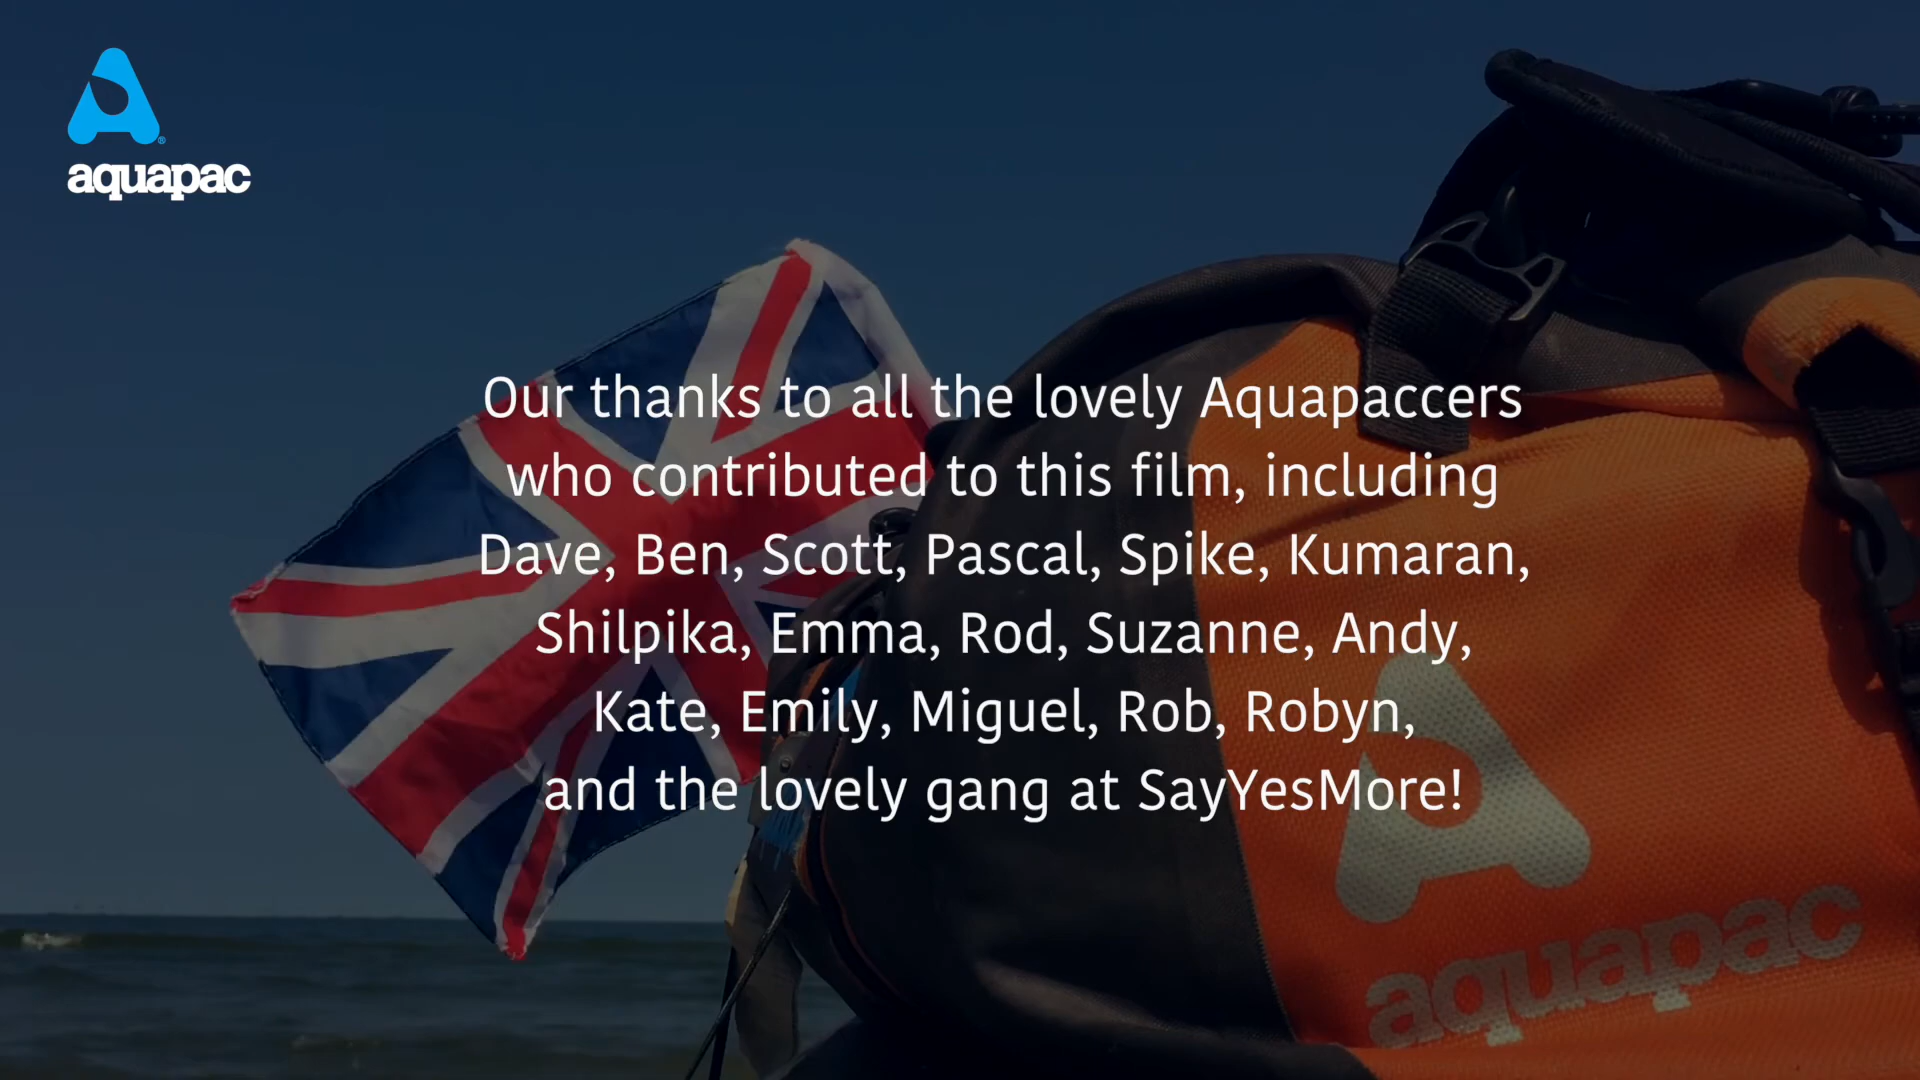 aquapac
Our thanks to all the lovely Aquapaccers
who contributed to this film, including
Dave, Ben, Scott, Pascal, Spike, Kumaran,
Shilpika, Emma, Rod, Suzanne, Andy,
Kate, Emily, Miguel, Rob, Robyn,
and the lovely gang at SayYesMore!
aquapac